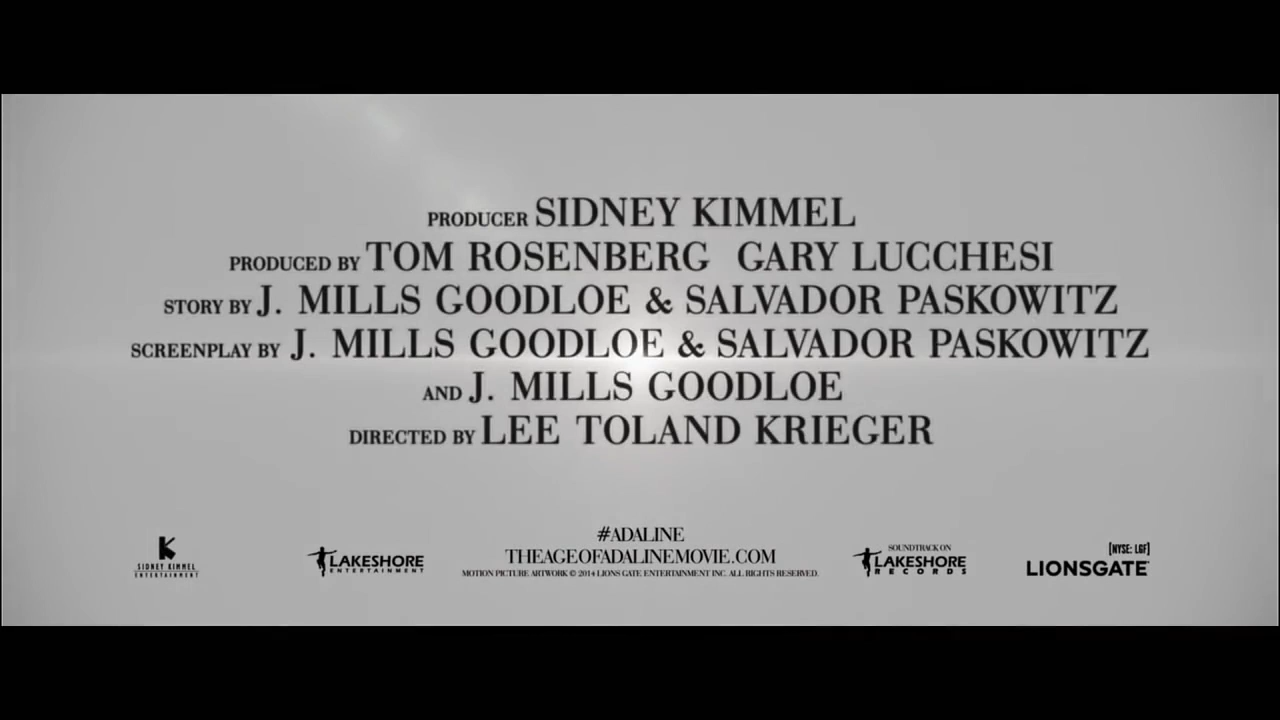 PRODUCER SIDNEY KIMMEL
PRODUCED BY TOM ROSENBERG GARY LUCCHESI
STORY BY J. MILLS GOODLOE & SALVADOR PASKOWITZ
SCREENPLAY BY J. MILLS GOODLOE & SALVADOR PASKOWITZ
AND J. MILLS GOODLOE
DIRECTED BY LEE TOLAND KRIEGER
K
SIDNEY KIMMEL
ENTERTAINMENT
LAKESHORE
ENTERTAINMENT
#ADALINE
THEAGEOFADALINEMOVIE.COM
MOTION PICTURE ARTWORK © 2014 LIONS GATE ENTERTAINMENT INC. ALL RIGHTS RESERVED.
SOUNDTRACK ON
LAKESHORE
RECORDS
[NYSE: LGF]
LIONSGATE